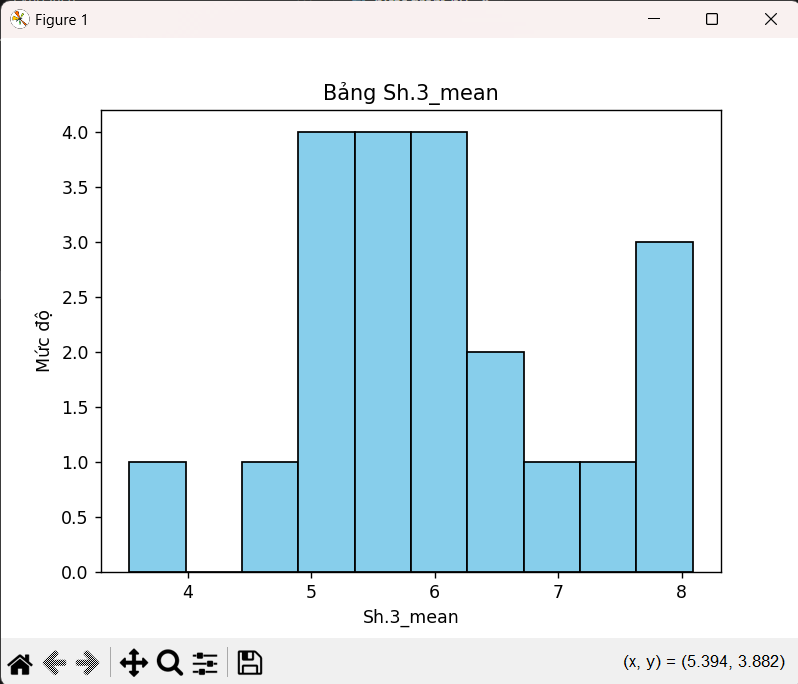 Figure 1
Bảng Sh.3_mean
4.0
3.5
3.0
2.5
2.0
1.5
1.0
0.5
0.0
Mức độ
4 5 6 7 8
Sh.3_mean
(x, y) = (5.394, 3.882)